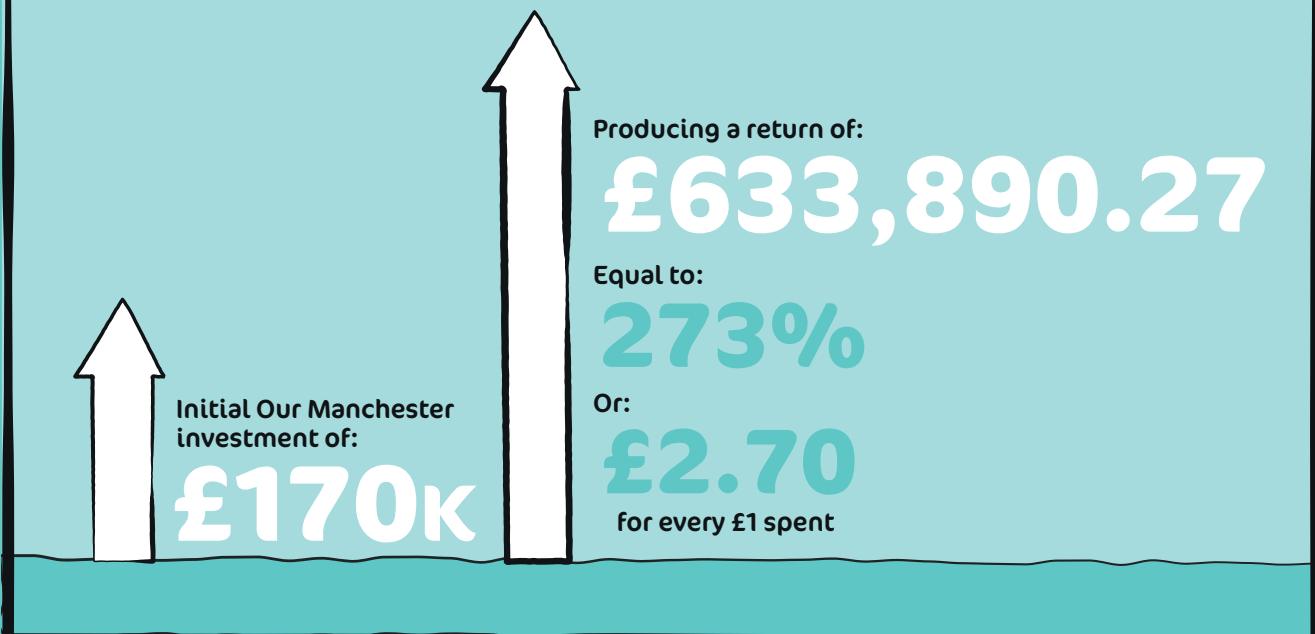 Producing a return of:
£633,890.27
Equal to:
273%
Or:
£2.70
for every £1 spent
Initial Our Manchester
investment of:
£170K